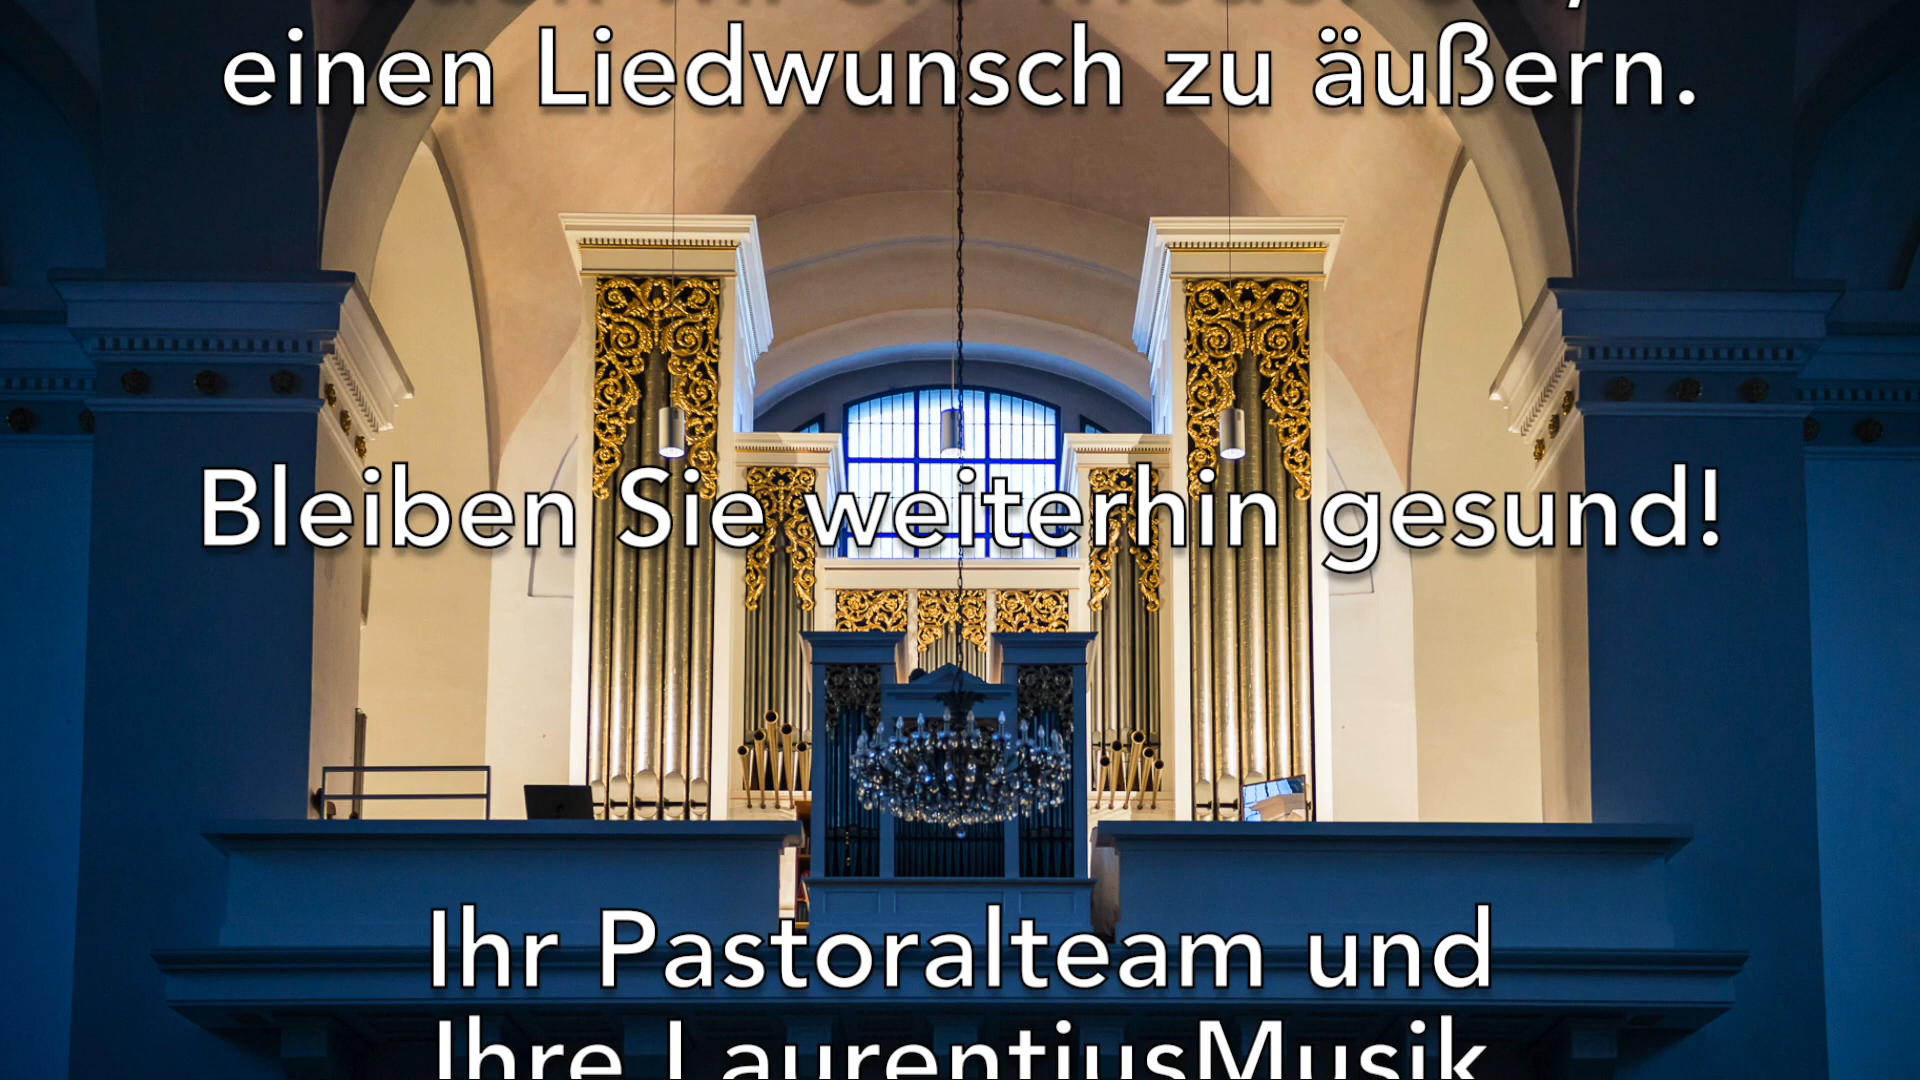 einen Liedwunsch zu äußern.
Bleiben Sie weiterhin gesund!
Ihr Pastoralteam und
Ihre LaurentiusMusik